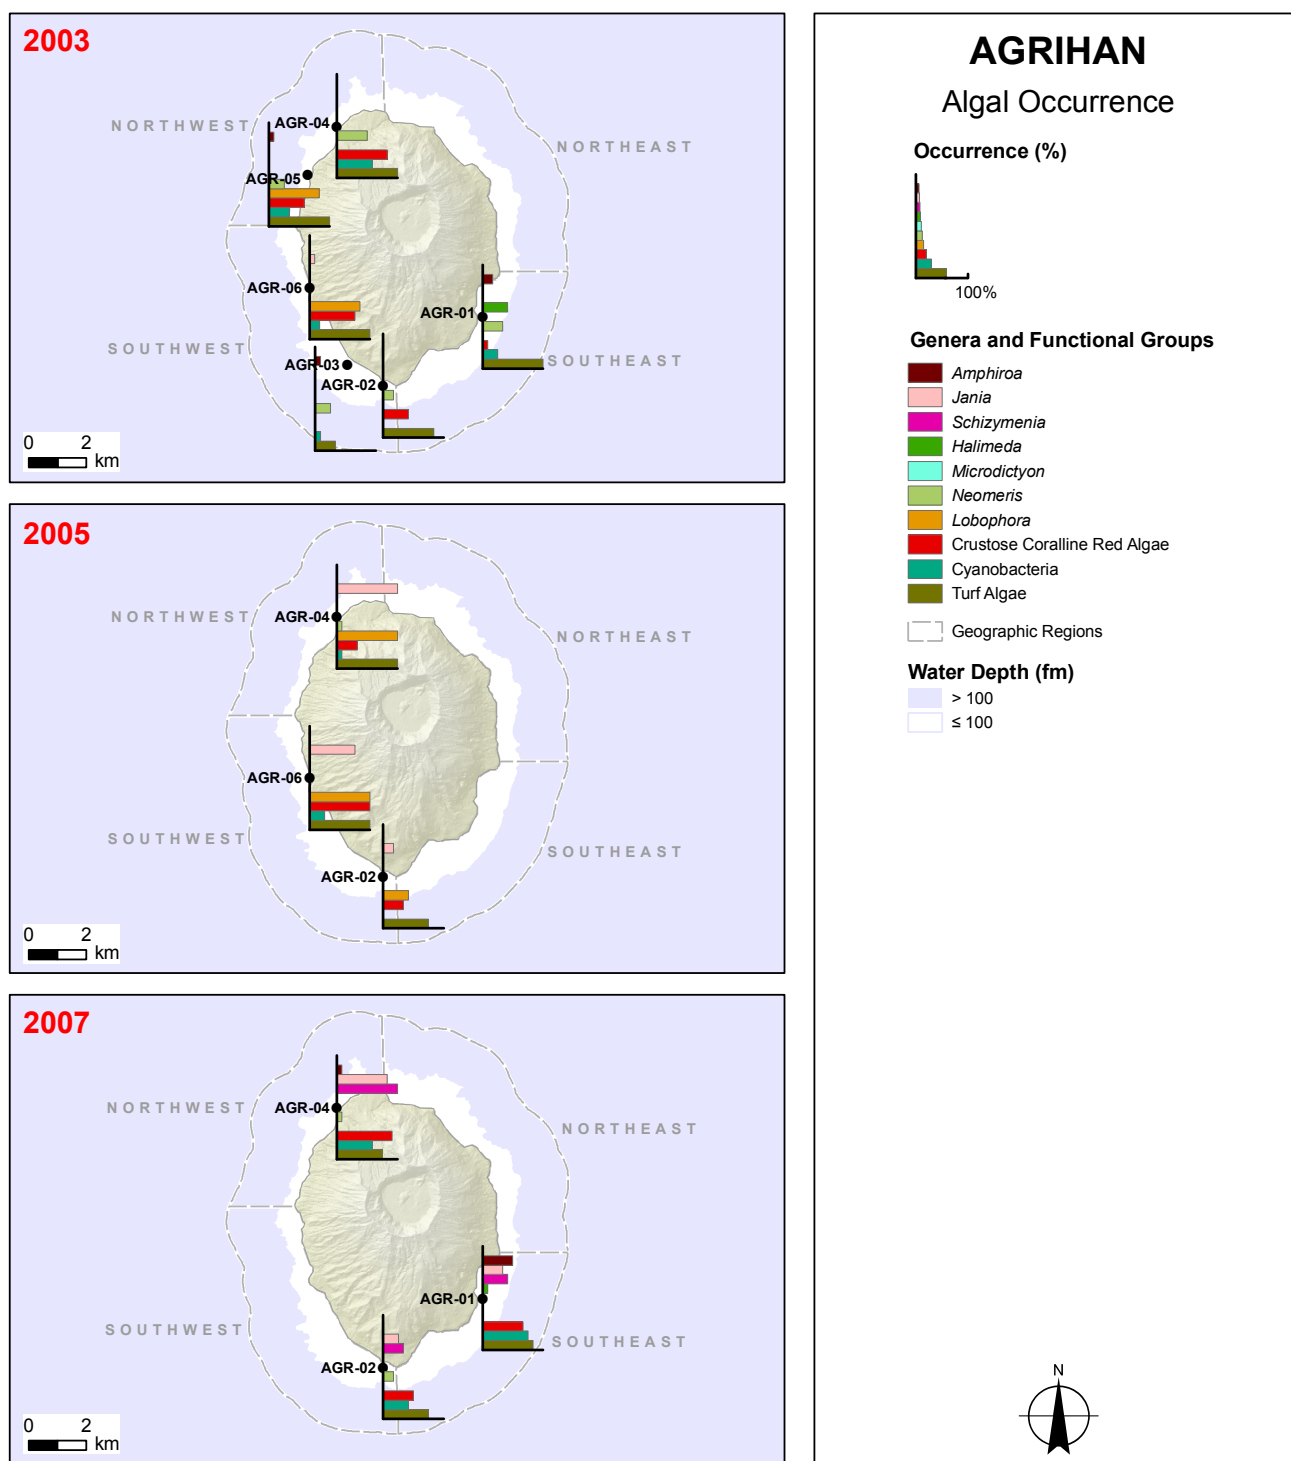 2003
NORTHWEST
NORTHEAST
SOUTHWEST
SOUTHEAST
AGR-04
AGR-05
AGR-06
AGR-01
AGR-03
AGR-02
0 2
km
2005
NORTHWEST
NORTHEAST
SOUTHWEST
SOUTHEAST
AGR-04
AGR-06
AGR-02
0 2
km
2007
NORTHWEST
NORTHEAST
SOUTHWEST
SOUTHEAST
AGR-04
AGR-01
AGR-02
0 2
km
AGRIHAN
Algal Occurrence
Occurrence (%)
100%
Genera and Functional Groups
Amphiroa
Jania
Schizymenia
Halimeda
Microdictyon
Neomeris
Lobophora
Crustose Coralline Red Algae
Cyanobacteria
Turf Algae
Geographic Regions
Water Depth (fm)
> 100
≤ 100
N